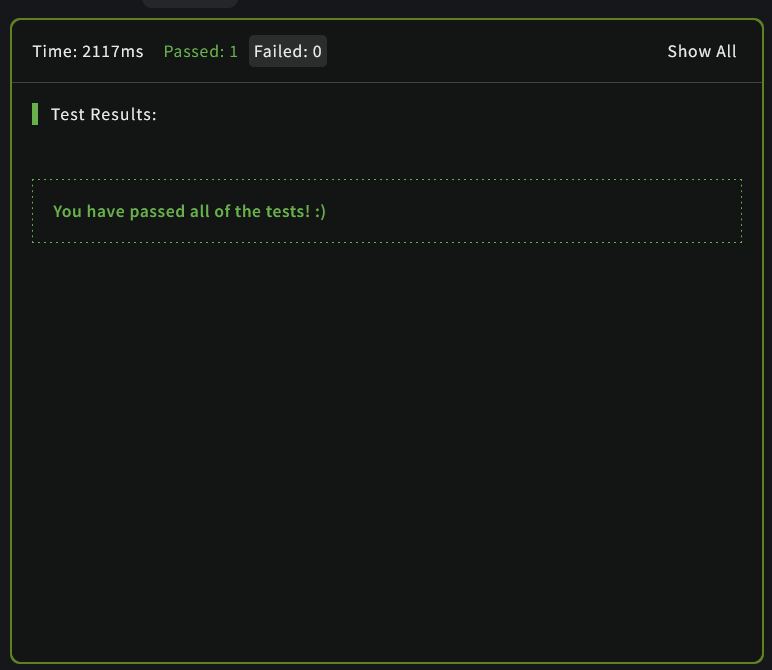 Time: 2117ms Passed: 1 Failed: 0 Show All
Test Results:
You have passed all of the tests! :)